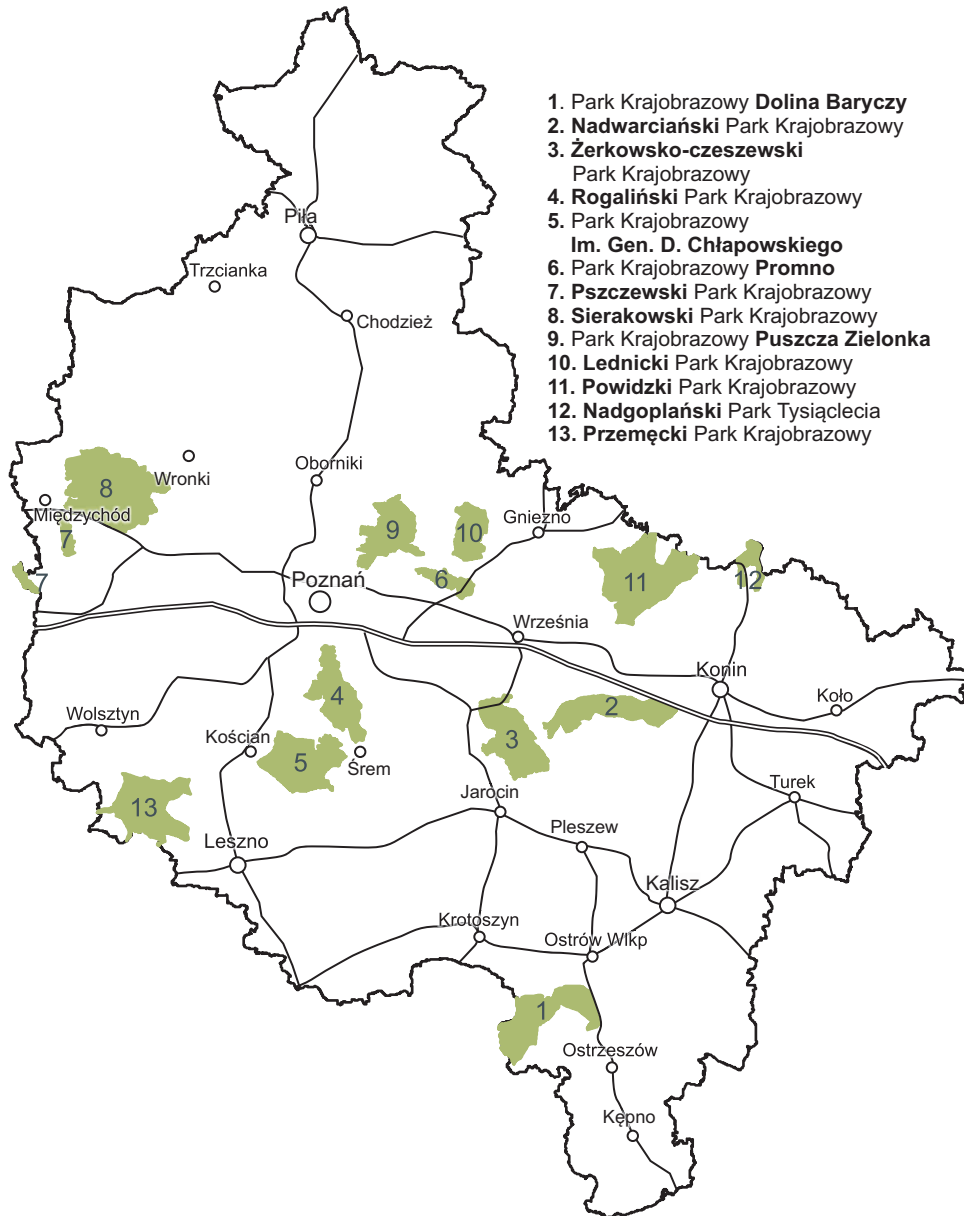 1. Park Krajobrazowy Dolina Baryczy
2. Nadwarciański Park Krajobrazowy
3. Żerkowsko-czeszewski
Park Krajobrazowy
4. Rogaliński Park Krajobrazowy
5. Park Krajobrazowy
Im. Gen. D. Chłapowskiego
6. Park Krajobrazowy Promno
7. Pszczewski Park Krajobrazowy
8. Sierakowski Park Krajobrazowy
9. Park Krajobrazowy Puszcza Zielonka
10. Lednicki Park Krajobrazowy
11. Powidzki Park Krajobrazowy
12. Nadgoplański Park Tysiąclecia
13. Przemęcki Park Krajobrazowy
Piła
Trzcianka
Chodzież
Wronki
Oborniki
8
Międzychód
7
9
10
Gniezno
7
6
11
12
Poznań
Września
Konin
4
2
Koło
Wolsztyn
Kościan
3
5
Śrem
Turek
13
Jarocin
Leszno
Pleszew
Kalisz
Krotoszyn
Ostrów Wlkp
1
Ostrzeszów
Kępno